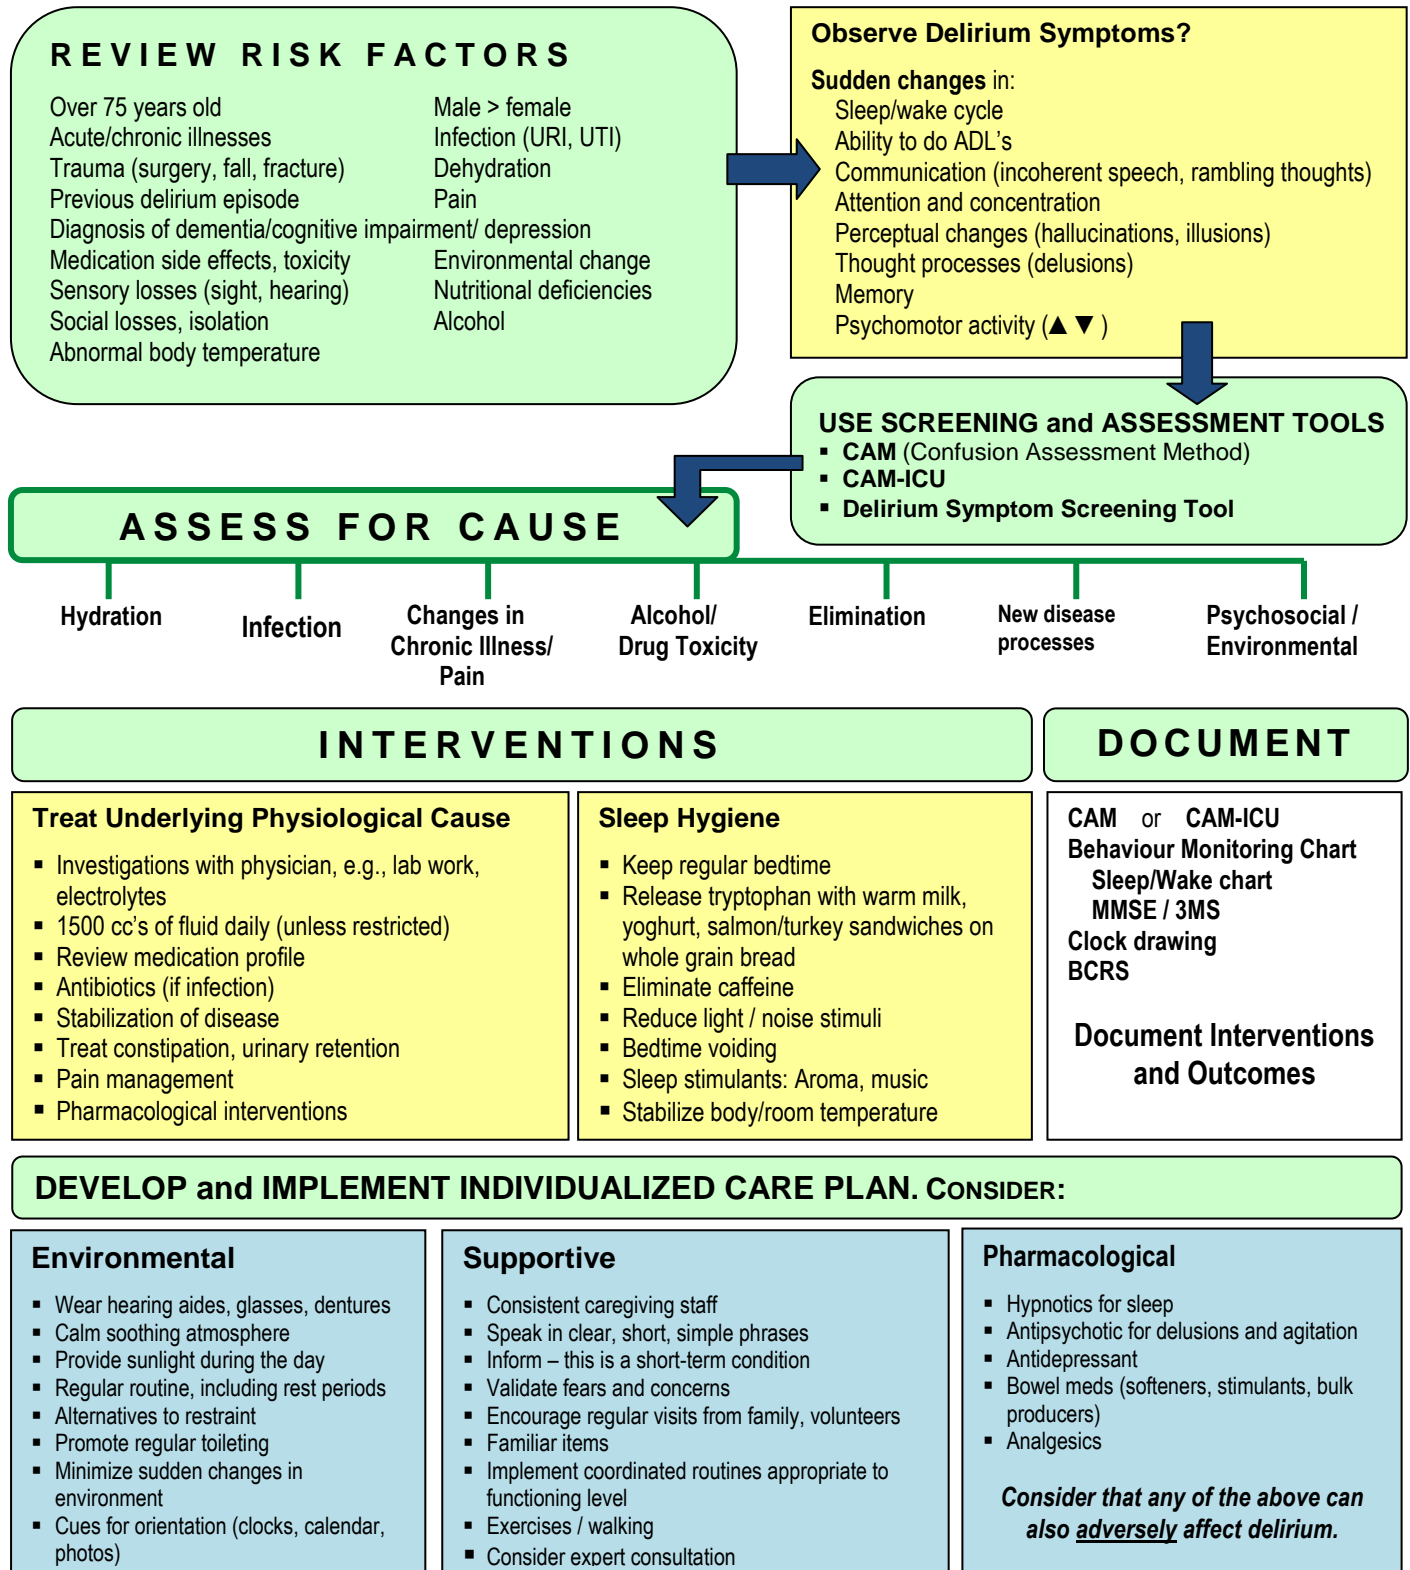 REVIEW RISK FACTORS
Over 75 years old Male > female
Acute/chronic illnesses Infection (URI, UTI)
Trauma (surgery, fall, fracture) Dehydration
Previous delirium episode Pain
Diagnosis of dementia/cognitive impairment/ depression
Medication side effects, toxicity Environmental change
Sensory losses (sight, hearing) Nutritional deficiencies
Social losses, isolation Alcohol
Abnormal body temperature
Observe Delirium Symptoms?
Sudden changes in:
Sleep/wake cycle
Ability to do ADL's
Communication (incoherent speech, rambling thoughts)
Attention and concentration
Perceptual changes (hallucinations, illusions)
Thought processes (delusions)
Memory
Psychomotor activity (▲ ▼ )
USE SCREENING and ASSESSMENT TOOLS
▪ CAM (Confusion Assessment Method)
▪ CAM-ICU
▪ Delirium Symptom Screening Tool
ASSESS FOR CAUSE
Hydration
Infection
Changes in
Chronic Illness/
Pain
Alcohol/
Drug Toxicity
Elimination
New disease
processes
Psychosocial /
Environmental
INTERVENTIONS
Treat Underlying Physiological Cause
▪ Investigations with physician, e.g., lab work,
electrolytes
▪ 1500 cc's of fluid daily (unless restricted)
▪ Review medication profile
▪ Antibiotics (if infection)
▪ Stabilization of disease
▪ Treat constipation, urinary retention
▪ Pain management
▪ Pharmacological interventions
Sleep Hygiene
▪ Keep regular bedtime
▪ Release tryptophan with warm milk,
yoghurt, salmon/turkey sandwiches on
whole grain bread
▪ Eliminate caffeine
▪ Reduce light / noise stimuli
▪ Bedtime voiding
▪ Sleep stimulants: Aroma, music
▪ Stabilize body/room temperature
DOCUMENT
CAM or CAM-ICU
Behaviour Monitoring Chart
Sleep/Wake chart
MMSE / 3MS
Clock drawing
BCRS
Document Interventions
and Outcomes
DEVELOP and IMPLEMENT INDIVIDUALIZED CARE PLAN. CONSIDER:
Environmental
▪ Wear hearing aides, glasses, dentures
▪ Calm soothing atmosphere
▪ Provide sunlight during the day
▪ Regular routine, including rest periods
▪ Alternatives to restraint
▪ Promote regular toileting
▪ Minimize sudden changes in
environment
▪ Cues for orientation (clocks, calendar,
photos)
Supportive
▪ Consistent caregiving staff
▪ Speak in clear, short, simple phrases
▪ Inform – this is a short-term condition
▪ Validate fears and concerns
▪ Encourage regular visits from family, volunteers
▪ Familiar items
▪ Implement coordinated routines appropriate to
functioning level
▪ Exercises / walking
▪ Consider expert consultation
Pharmacological
▪ Hypnotics for sleep
▪ Antipsychotic for delusions and agitation
▪ Antidepressant
▪ Bowel meds (softeners, stimulants, bulk
producers)
▪ Analgesics
Consider that any of the above can
also adversely affect delirium.